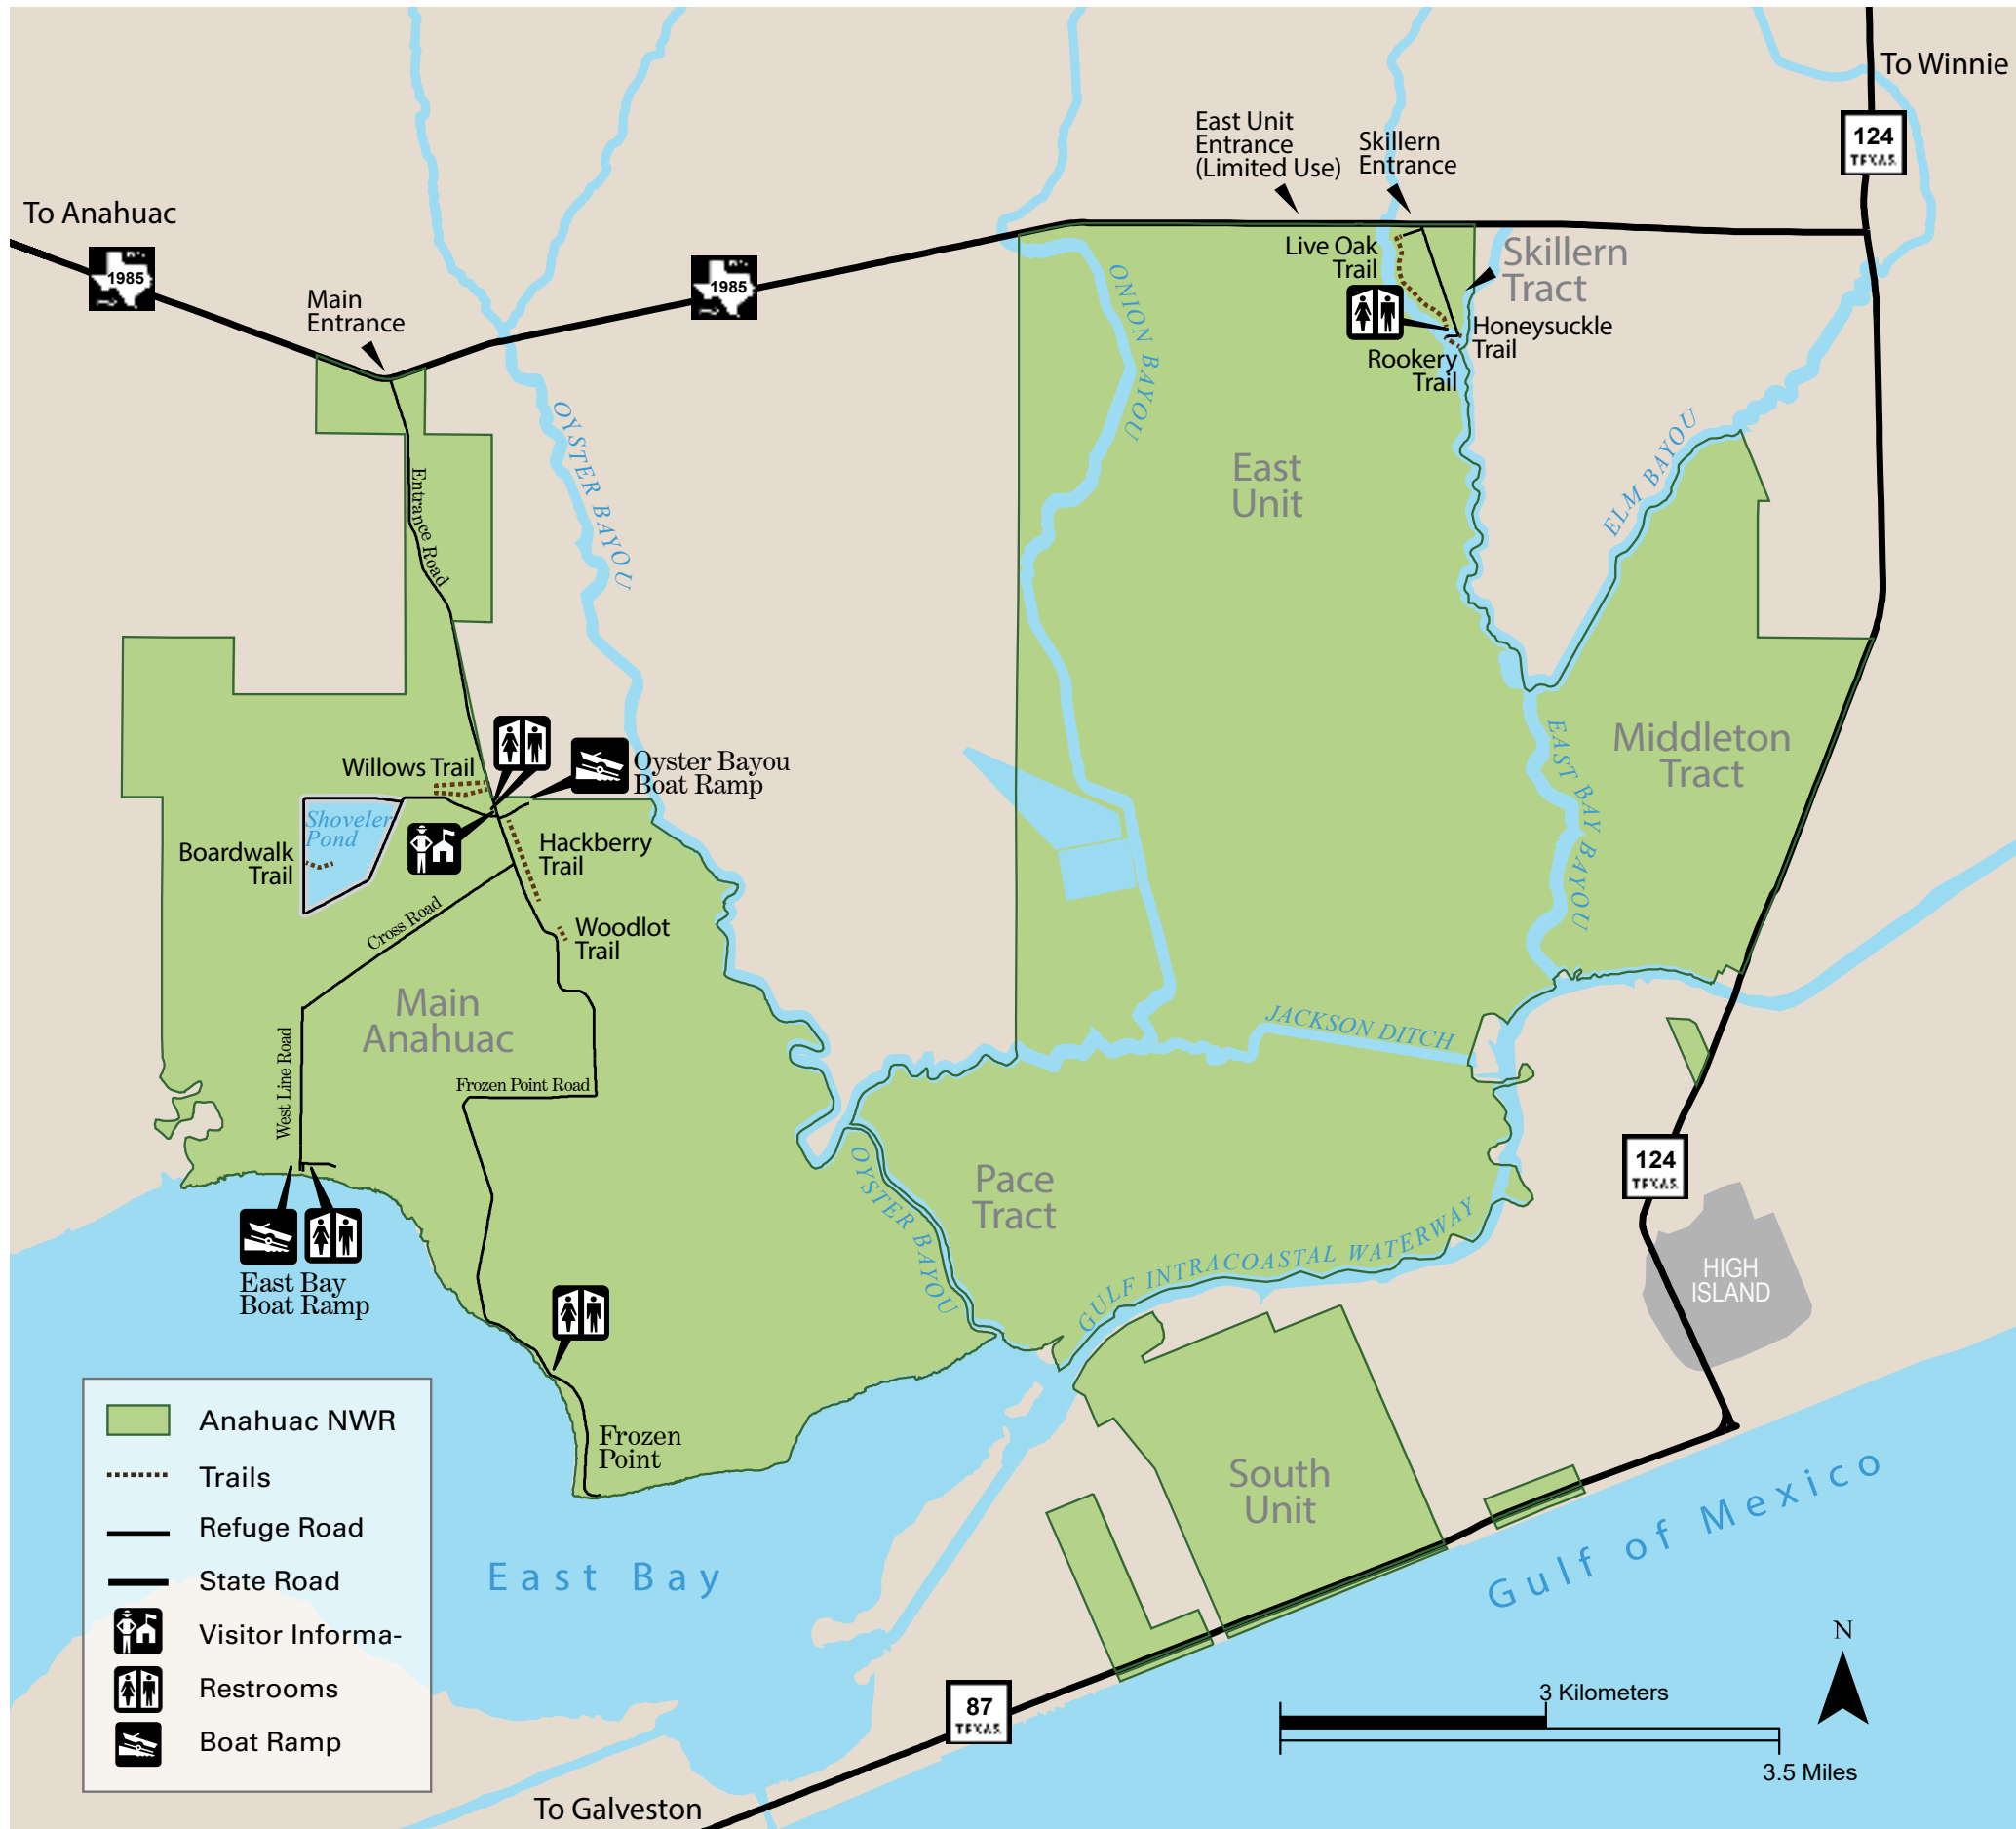 To Winnie
124
TEXAS
East Unit
Entrance
(Limited Use)
Skillern
Entrance
To Anahuac
1985
1985
Main
Entrance
Live Oak
Trail
Skillern
Tract
Honeysuckle
Trail
Rookery
Trail
ONION BAYOU
OYSTER BAYOU
East
Unit
ELM BAYOU
Entrance Road
Middleton
Tract
EAST BAY BAYOU
Willows Trail
Oyster Bayou
Boat Ramp
Shoveler
Pond
Boardwalk
Trail
Hackberry
Trail
Cross Road
Woodlot
Trail
Main
Anahuac
JACKSON DITCH
West Line Road
Frozen Point Road
124
TEXAS
Pace
Tract
OYSTER BAYOU
GULF INTRACOASTAL WATERWAY
HIGH
ISLAND
East Bay
Boat Ramp
Frozen
Point
South
Unit
Gulf of Mexico
East Bay
Anahuac NWR
Trails
Refuge Road
State Road
Visitor Informa-
Restrooms
Boat Ramp
87
TEXAS
To Galveston
N
3 Kilometers
3.5 Miles